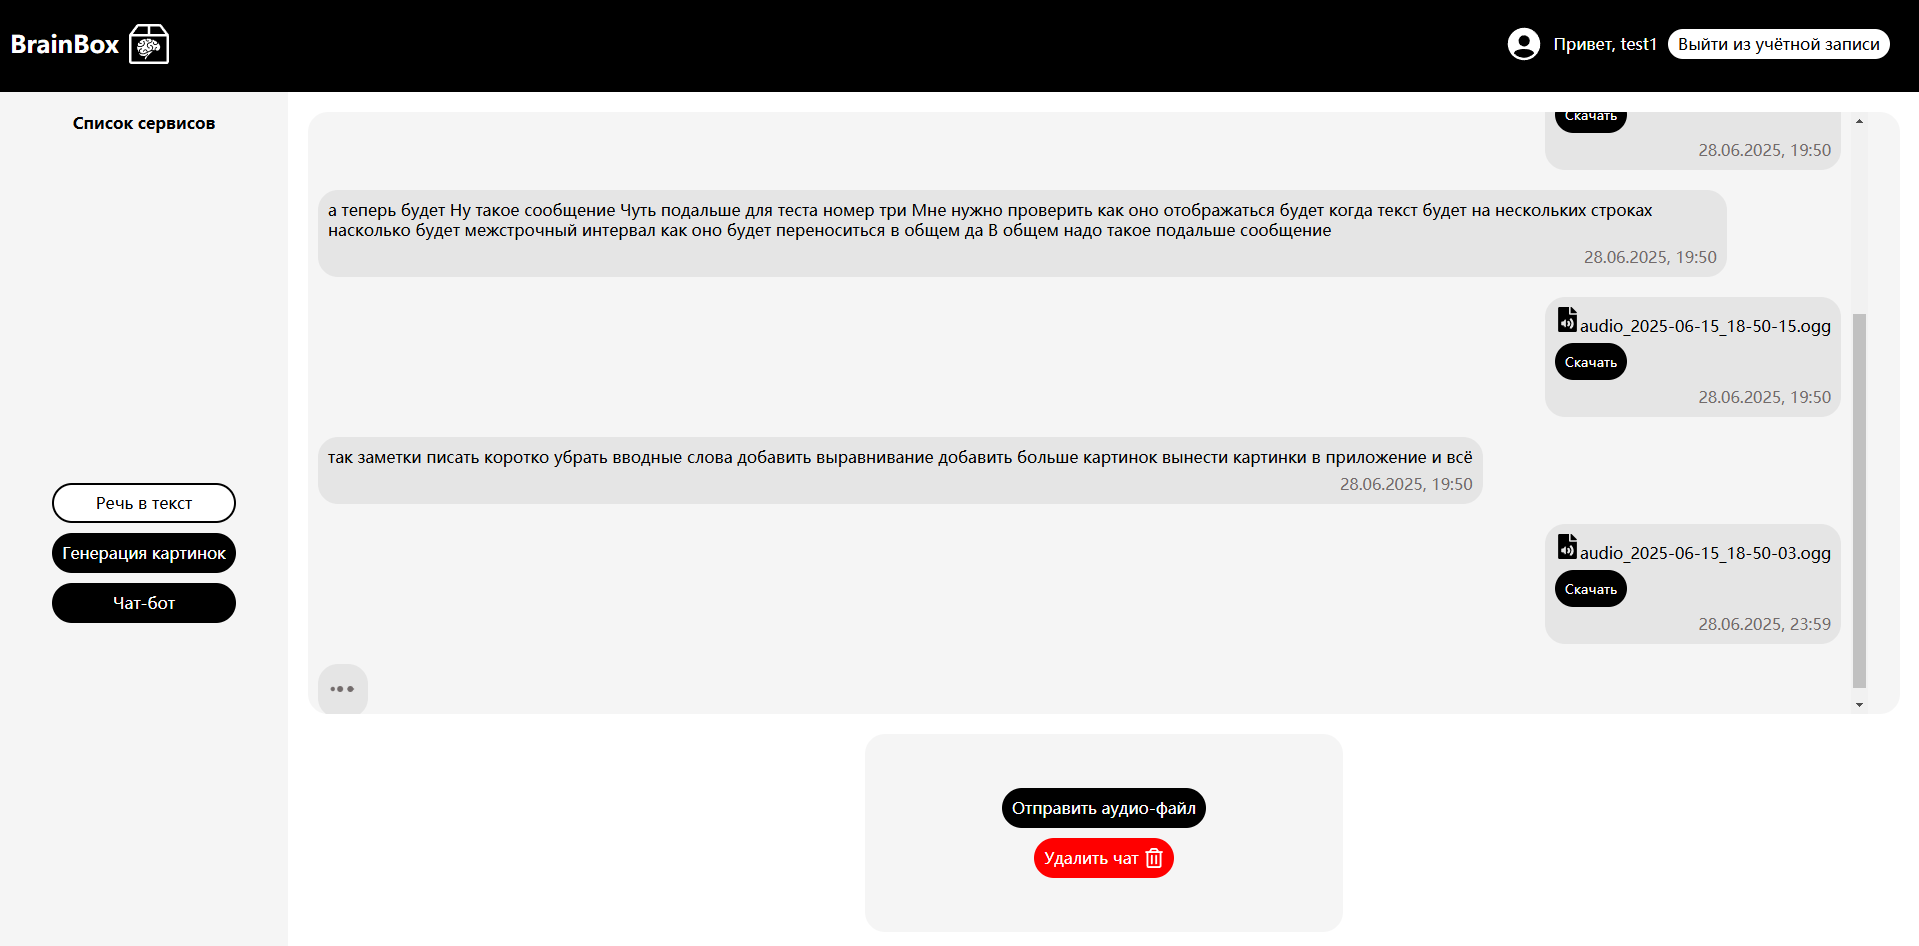 BrainBox
Привет, test1
Выйти из учётной записи
Список сервисов
Речь в текст
Генерация картинок
Чат-бот
Скачать
28.06.2025, 19:50
а теперь будет Ну такое сообщение Чуть подальше для теста номер три Мне нужно проверить как оно отображаться будет когда текст будет на нескольких строках
насколько будет межстрочный интервал как оно будет переноситься в общем да В общем надо такое подальше сообщение
28.06.2025, 19:50
audio_2025-06-15_18-50-15.ogg
Скачать
28.06.2025, 19:50
так заметки писать коротко убрать вводные слова добавить выравнивание добавить больше картинок вынести картинки в приложение и всё
28.06.2025, 19:50
audio_2025-06-15_18-50-03.ogg
Скачать
28.06.2025, 23:59
Отправить аудио-файл
Удалить чат